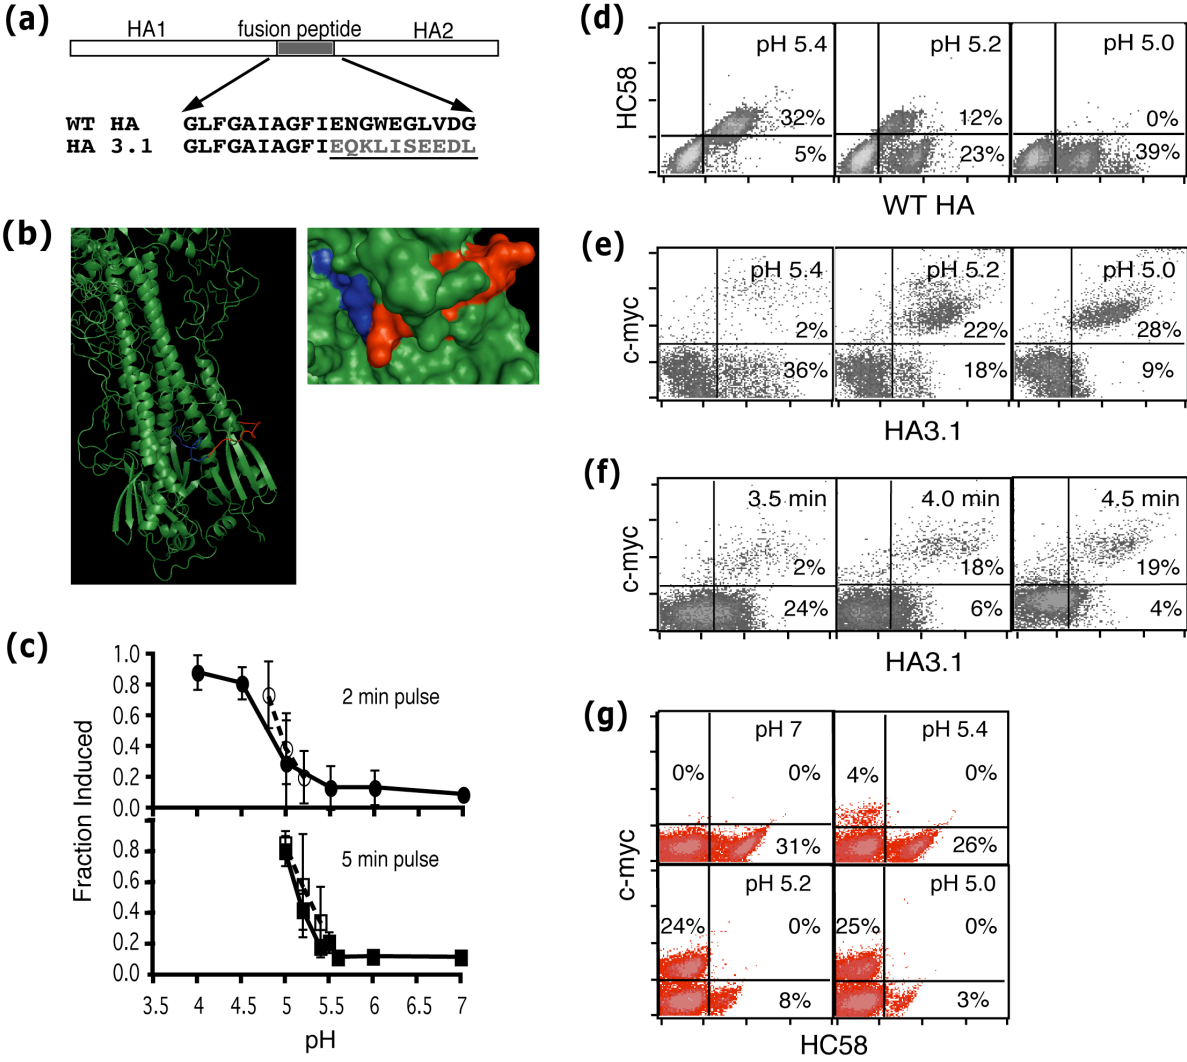 (a)
HA1 fusion peptide HA2
WT HA GLFGAIAGFIENGWEGLVDG
HA 3.1 GLFGAIAGFIEQKLISEEDL
(b)
(c)
Fraction Induced
1.0
0.8
0.6
0.4
0.2
0.0
2 min pulse
0.8
0.6
0.4
0.2
0.0
5 min pulse
3.5 4 4.5 5 5.5 6 6.5 7
pH
(d)
HC58
pH 5.4 pH 5.2 pH 5.0
32% 12% 0%
5% 23% 39%
WT HA
(e)
c-myc
pH 5.4 pH 5.2 pH 5.0
2% 22% 28%
36% 18% 9%
HA3.1
(f)
c-myc
3.5 min 4.0 min 4.5 min
2% 18% 19%
24% 6% 4%
HA3.1
(g)
c-myc
pH 7 pH 5.4
0% 0% 4% 0%
31% 26%
pH 5.2 pH 5.0
24% 0% 25% 0%
8% 3%
HC58